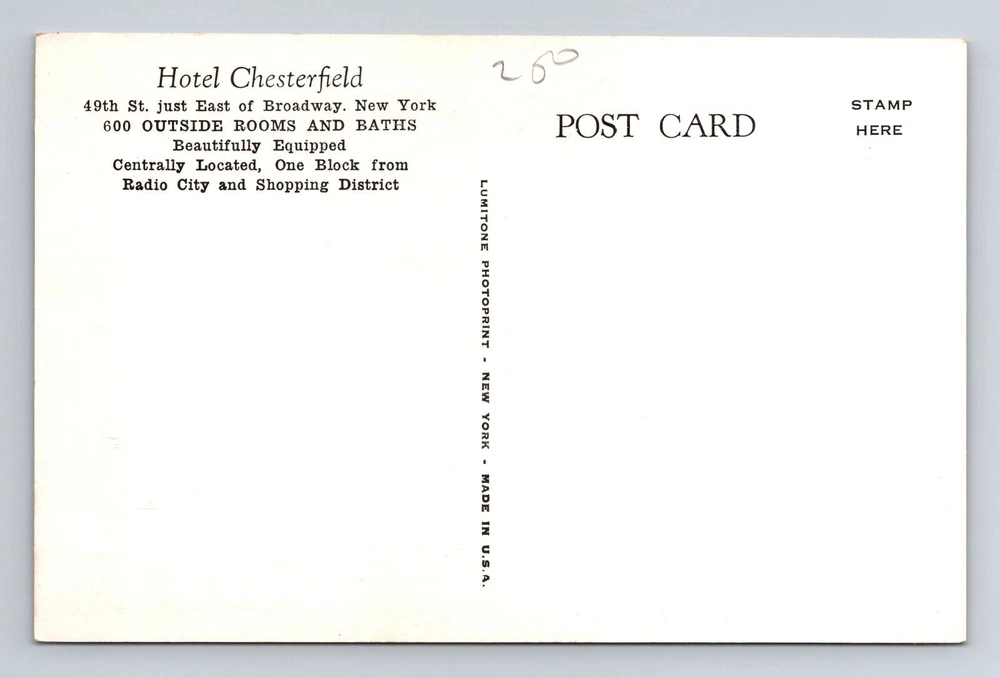 Hotel Chesterfield
49th St. just East of Broadway. New York
600 OUTSIDE ROOMS AND BATHS
Beautifully Equipped
Centrally Located, One Block from
Radio City and Shopping District
LUMITONE PHOTOPRINT - NEW YORK - MADE IN U.S.A.
260
POST CARD
STAMP
HERE